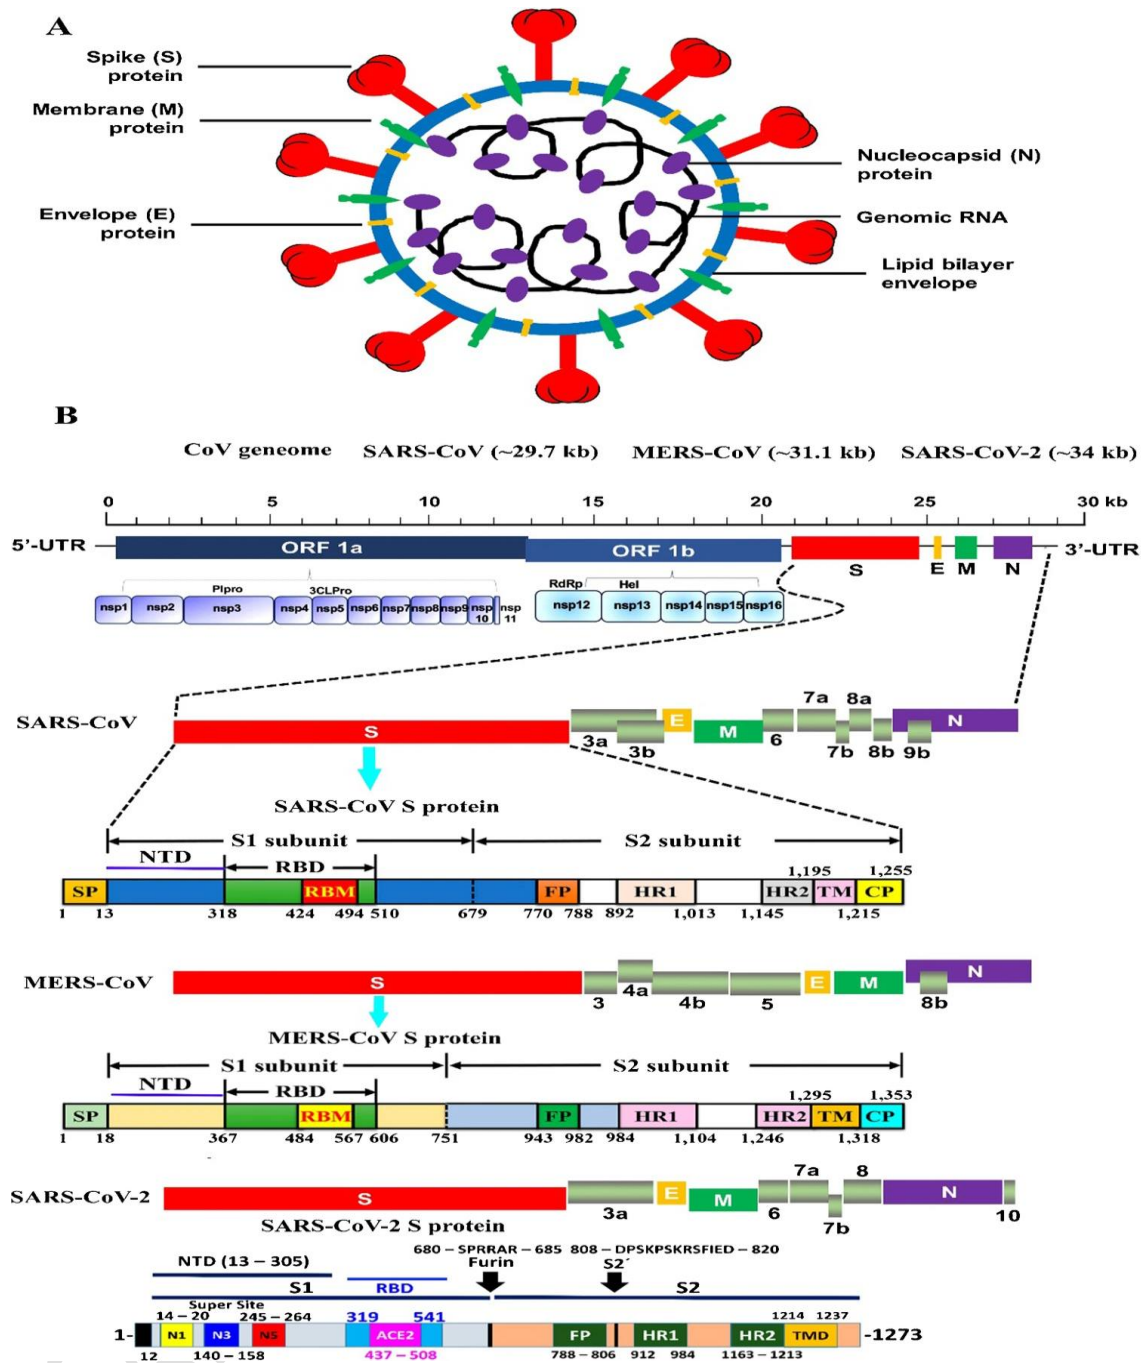 A
Spike (S)
protein
Membrane (M)
protein
Envelope (E)
protein
Nucleocapsid (N)
protein
Genomic RNA
Lipid bilayer
envelope
B
CoV geneome SARS-CoV (~29.7 kb) MERS-CoV (~31.1 kb) SARS-CoV-2 (~34 kb)
0 5 10 15 20 25 30 kb
5’-UTR ORF 1a ORF 1b S E M N 3’-UTR
Plpro 3CLPro RdRp Hel
nsp1 nsp2 nsp3 nsp4 nsp5 nsp6 nsp7 nsp8 nsp9 nsp 10 nsp 11 nsp12 nsp13 nsp14 nsp15 nsp16
7a 8a
SARS-CoV S E M N
3a 3b 6 7b 8b 9b
SARS-CoV S protein
S1 subunit S2 subunit
NTD RBD 1,195 1,255
SP RBM FP HR1 HR2 TM CP
1 13 318 424 494 510 679 770 788 892 1,013 1,145 1,215
MERS-CoV S E M N
3 4a 4b 5 8b
MERS-CoV S protein
S1 subunit S2 subunit
NTD RBD 1,295 1,353
SP RBM FP HR1 HR2 TM CP
1 18 367 484 567 606 751 943 982 984 1,104 1,246 1,318
7a 8
SARS-CoV-2 S E M N
3a 6 7b 10
SARS-CoV-2 S protein
680 – SPRRAR – 685 808 – DPSKPSKRSFIED – 820
NTD (13 – 305) Furin S2´
S1 RBD S2
Super Site
14 – 20 245 – 264 319 541 1214 1237
1- N1 N3 N5 ACE2 FP HR1 HR2 TMD -1273
12 140 – 158 437 – 508 788 – 806 912 984 1163 – 1213